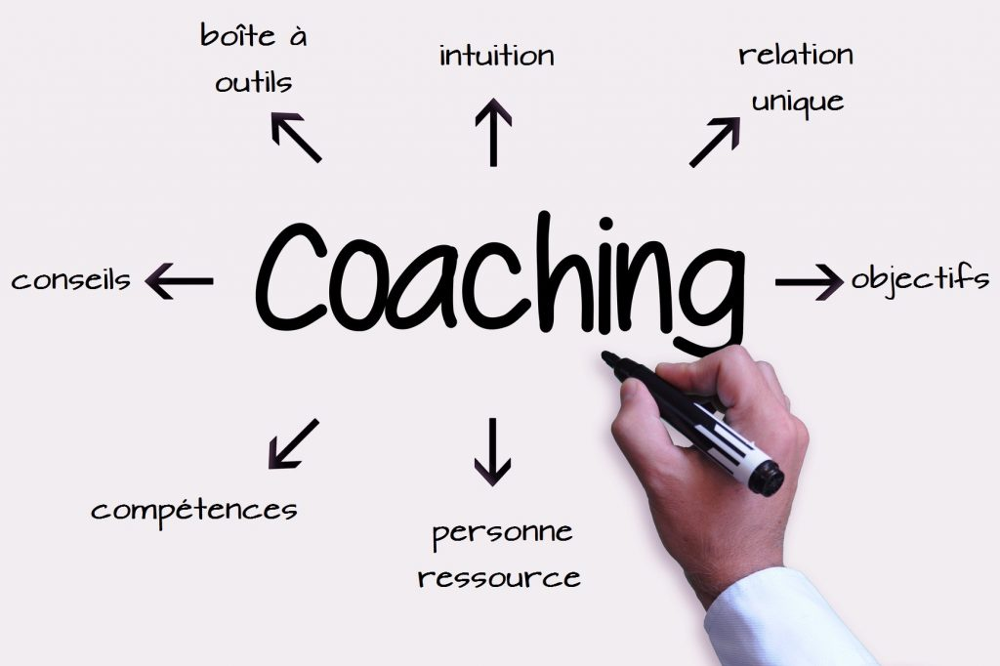 boîte à
outils
intuition
relation
unique
conseils
Coaching
objectifs
compétences
personne
ressource